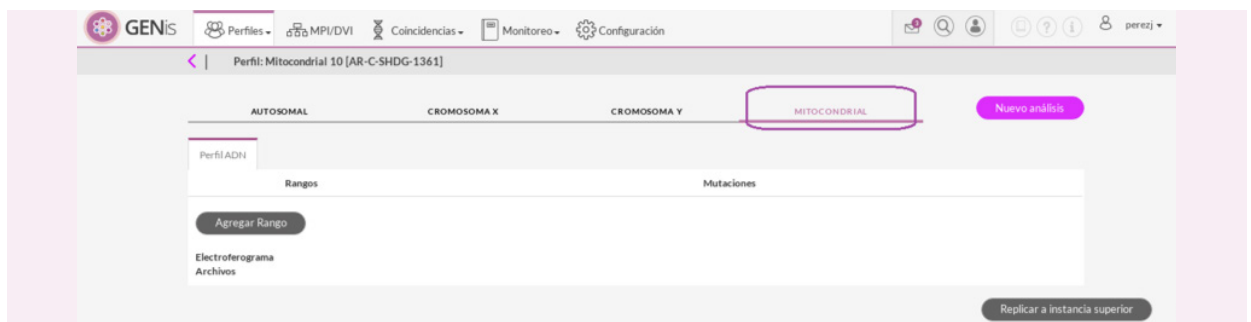 GENis Perfiles MPI/DVI Coincidencias Monitoreo Configuración 3 ? i perezj
Perfil: Mitocondrial 10 [AR-C-SHDG-1361]
AUTOSOMAL CROMOSOMA X CROMOSOMA Y MITOCONDRIAL Nuevo análisis
Perfil ADN
Rangos Mutaciones
Agregar Rango
Electroferograma
Archivos
Replicar a instancia superior